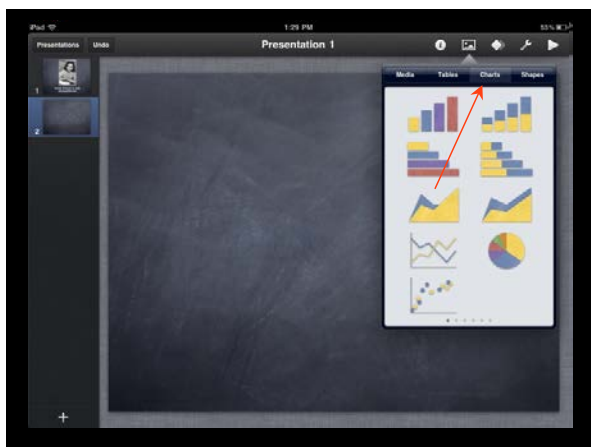 iPad 1:29 PM 55%
Presentations Undo Presentation 1
Media Tables Charts Shapes
1
2
+